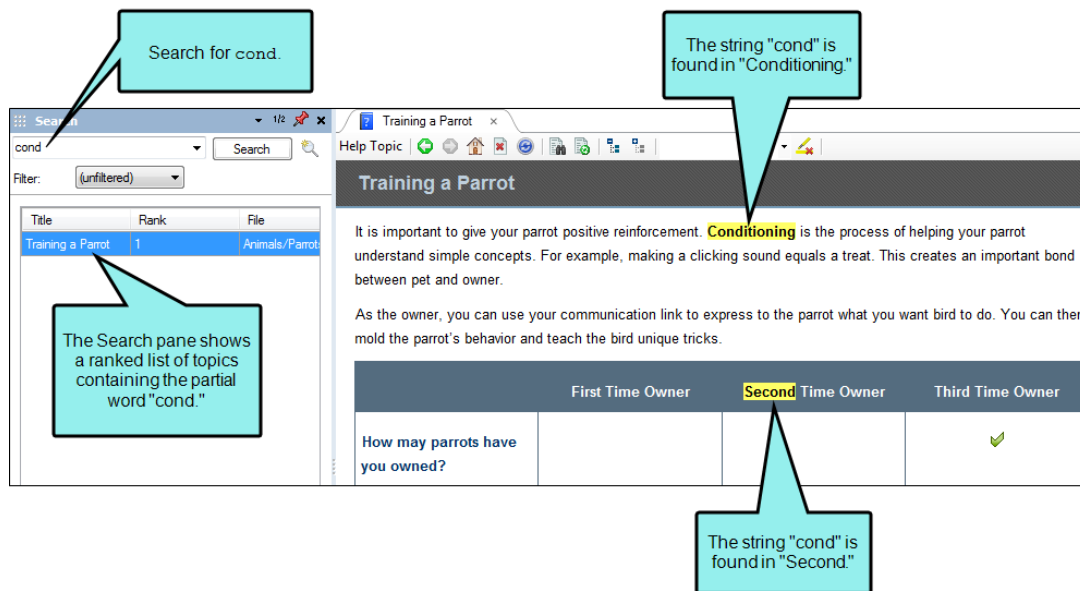 Search for cond.
The string "cond" is
found in "Conditioning."
Search
1/2
cond
Search
Filter:
(unfiltered)
Title Rank File
Training a Parrot 1 Animals/Parrots
The Search pane shows
a ranked list of topics
containing the partial
word "cond."
Training a Parrot
Help Topic
Training a Parrot
It is important to give your parrot positive reinforcement. Conditioning is the process of helping your parrot
understand simple concepts. For example, making a clicking sound equals a treat. This creates an important bond
between pet and owner.
As the owner, you can use your communication link to express to the parrot what you want bird to do. You can then
mold the parrot's behavior and teach the bird unique tricks.
First Time Owner Second Time Owner Third Time Owner
How may parrots have
you owned?
The string "cond" is
found in "Second."